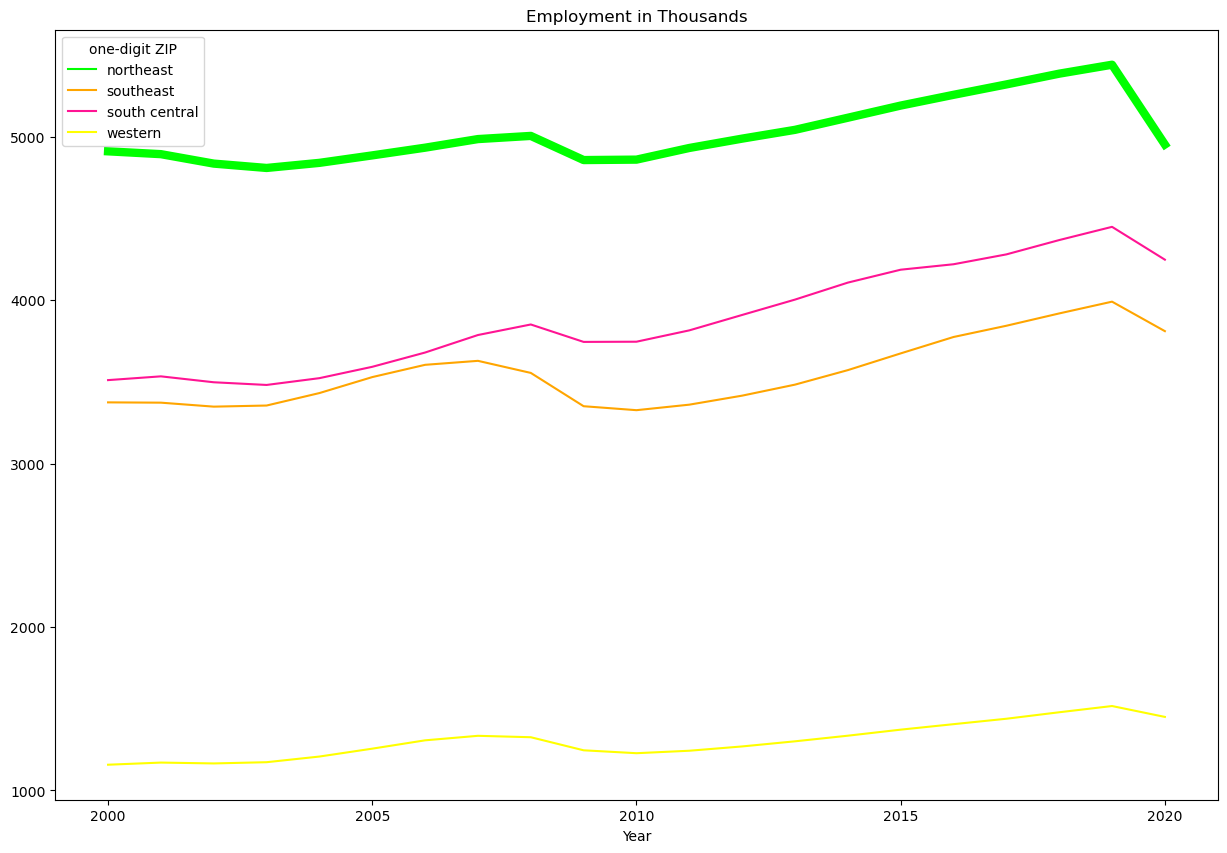 Employment in Thousands
one-digit ZIP
northeast
southeast
south central
western
5000
4000
3000
2000
1000
2000 2005 2010 2015 2020
Year